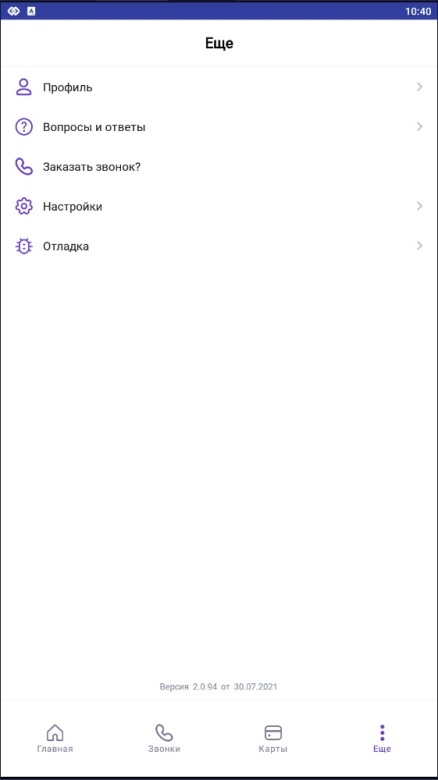 10:40
Еще
Профиль
Вопросы и ответы
Заказать звонок?
Настройки
Отладка
Версия 2.0.94 от 30.07.2021
Главная
Звонки
Карты
Еще